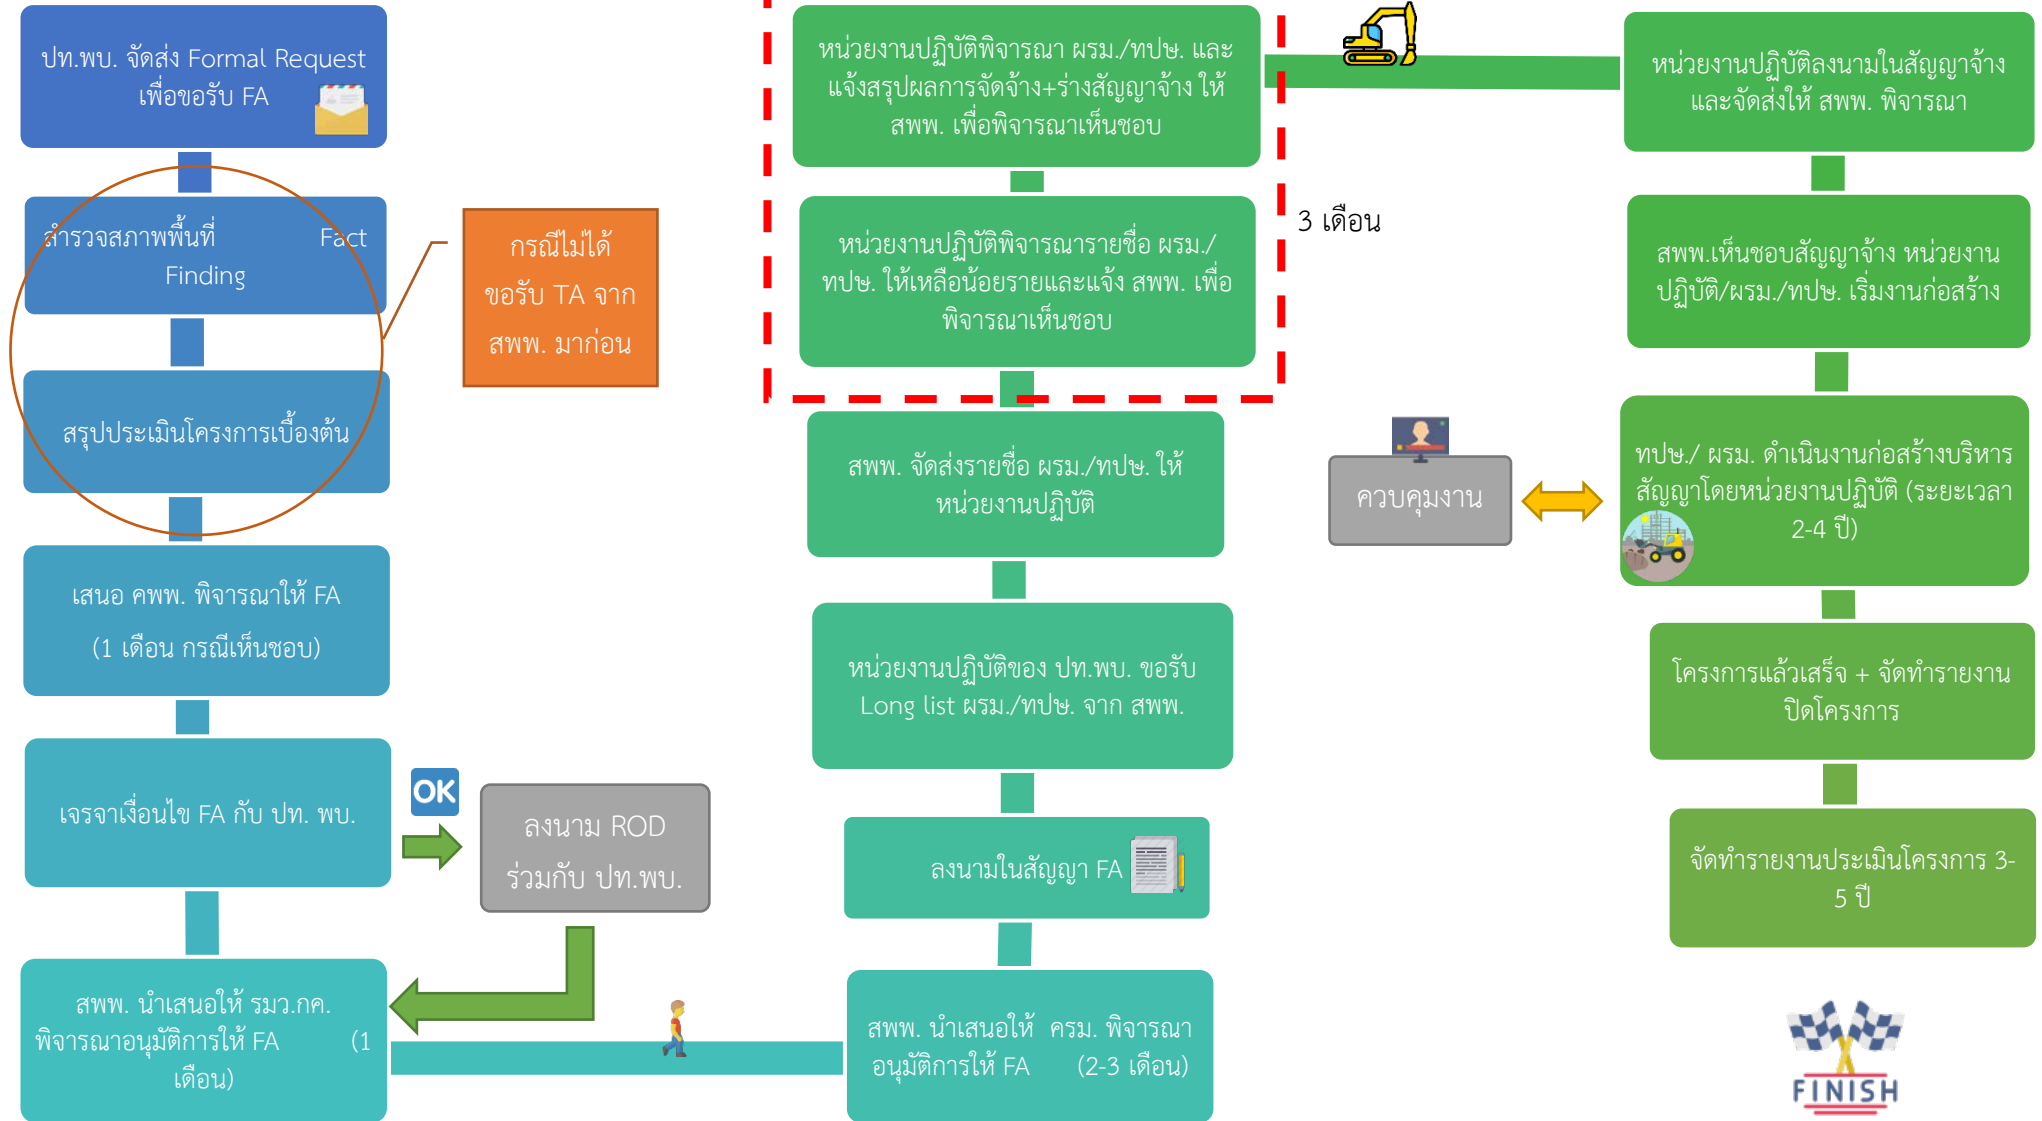 ปท.พบ. จัดส่ง Formal Request
เพื่อขอรับ FA
สำรวจสภาพพื้นที่ Fact
Finding
สรุปประเมินโครงการเบื้องต้น
กรณีไม่ได้
ขอรับ TA จาก
สพพ. มาก่อน
เสนอ คพพ. พิจารณาให้ FA
(1 เดือน กรณีเห็นชอบ)
เจรจาเงื่อนไข FA กับ ปท. พบ.
OK
ลงนาม ROD
ร่วมกับ ปท.พบ.
สพพ. นำเสนอให้ รมว.กค.
พิจารณาอนุมัติการให้ FA (1
เดือน)
สพพ. นำเสนอให้ ครม. พิจารณา
อนุมัติการให้ FA (2-3 เดือน)
ลงนามในสัญญา FA
หน่วยงานปฏิบัติของ ปท.พบ. ขอรับ
Long list ผรม./ทปษ. จาก สพพ.
สพพ. จัดส่งรายชื่อ ผรม./ทปษ. ให้
หน่วยงานปฏิบัติ
หน่วยงานปฏิบัติพิจารณารายชื่อ ผรม./
ทปษ. ให้เหลือน้อยรายและแจ้ง สพพ. เพื่อ
พิจารณาเห็นชอบ
หน่วยงานปฏิบัติพิจารณา ผรม./ทปษ. และ
แจ้งสรุปผลการจัดจ้าง+ร่างสัญญาจ้าง ให้
สพพ. เพื่อพิจารณาเห็นชอบ
3 เดือน
หน่วยงานปฏิบัติลงนามในสัญญาจ้าง
และจัดส่งให้ สพพ. พิจารณา
สพพ.เห็นชอบสัญญาจ้าง หน่วยงาน
ปฏิบัติ/ผรม./ทปษ. เริ่มงานก่อสร้าง
ทปษ./ ผรม. ดำเนินงานก่อสร้างบริหาร
สัญญาโดยหน่วยงานปฏิบัติ (ระยะเวลา
2-4 ปี)
ควบคุมงาน
โครงการแล้วเสร็จ + จัดทำรายงาน
ปิดโครงการ
จัดทำรายงานประเมินโครงการ 3-
5 ปี
FINISH